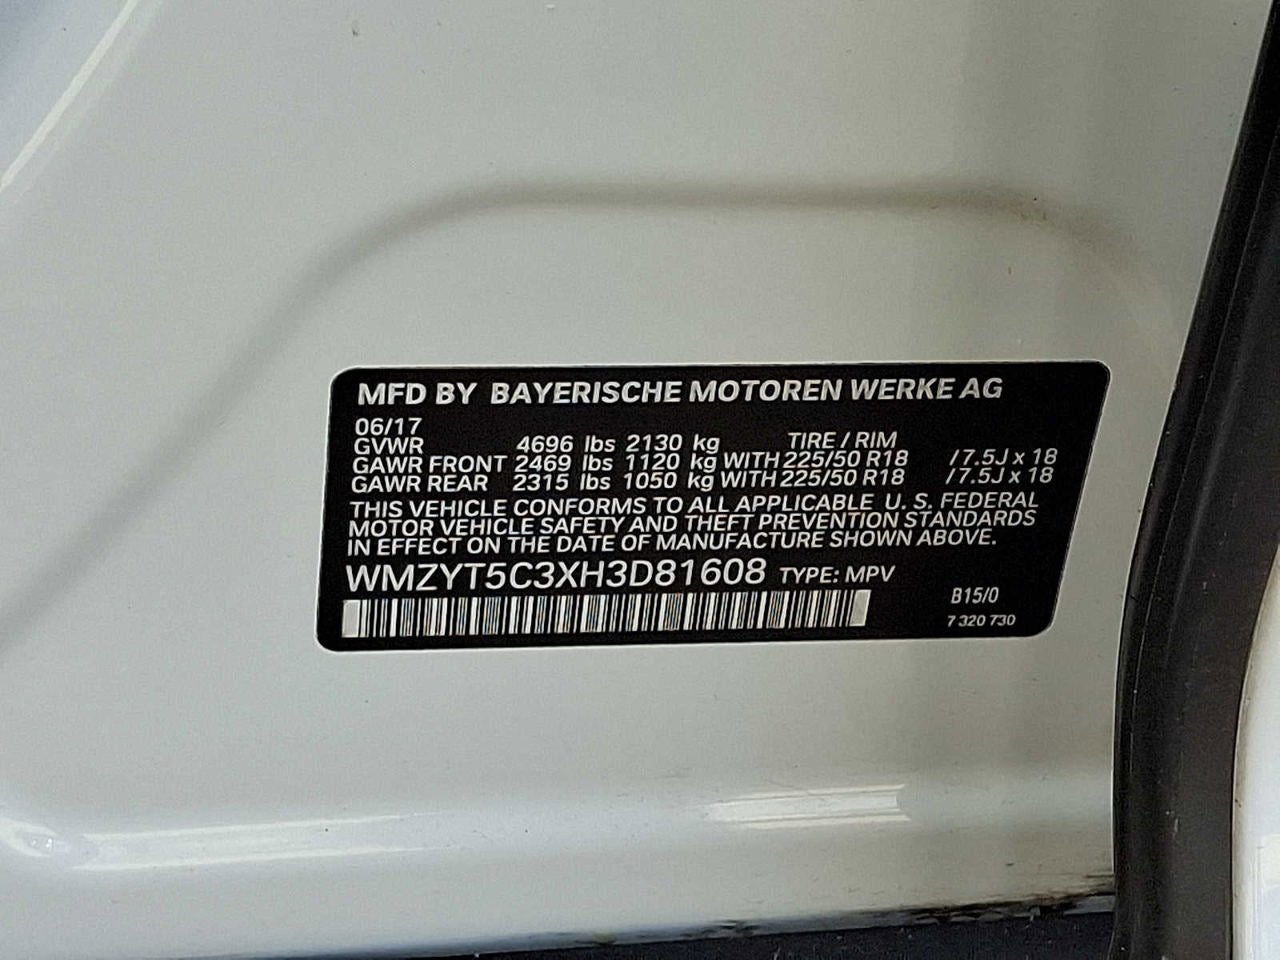 MFD BY BAYERISCHE MOTOREN WERKE AG
06/17
GVWR 4696 lbs 2130 kg TIRE / RIM
GAWR FRONT 2469 lbs 1120 kg WITH 225/50 R18 / 7.5J x 18
GAWR REAR 2315 lbs 1050 kg WITH 225/50 R18 / 7.5J x 18
THIS VEHICLE CONFORMS TO ALL APPLICABLE U. S. FEDERAL
MOTOR VEHICLE SAFETY AND THEFT PREVENTION STANDARDS
IN EFFECT ON THE DATE OF MANUFACTURE SHOWN ABOVE.
WMZYT5C3XH3D81608 TYPE: MPV
B15/0
7 320 730